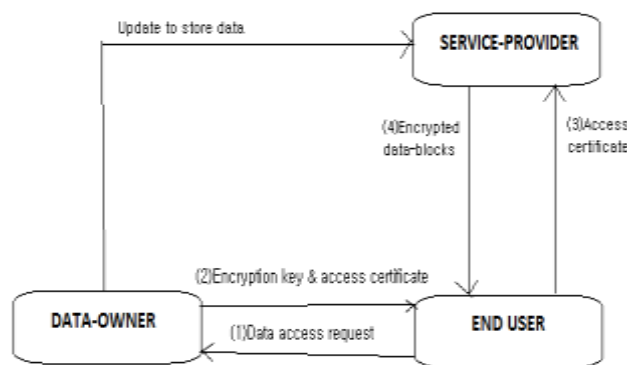 Update to store data
SERVICE-PROVIDER
(4)Encrypted
data-blocks
(3)Access
certificate
(2)Encryption key & access certificate
DATA-OWNER
END USER
(1)Data access request